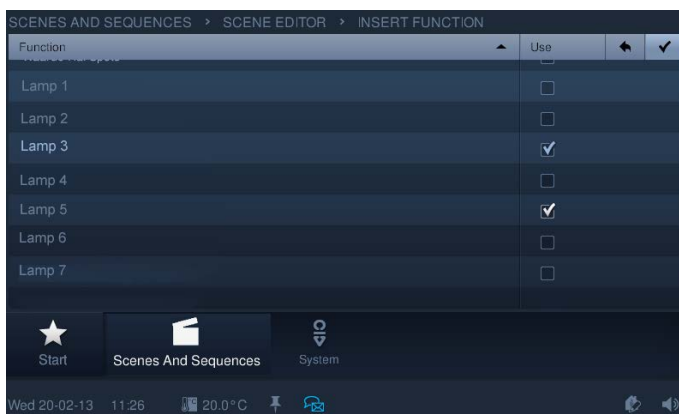 SCENES AND SEQUENCES > SCENE EDITOR > INSERT FUNCTION
Function Use
Lamp 1
Lamp 2
Lamp 3
Lamp 4
Lamp 5
Lamp 6
Lamp 7
Start Scenes And Sequences System
Wed 20-02-13 11:26 20.0°C